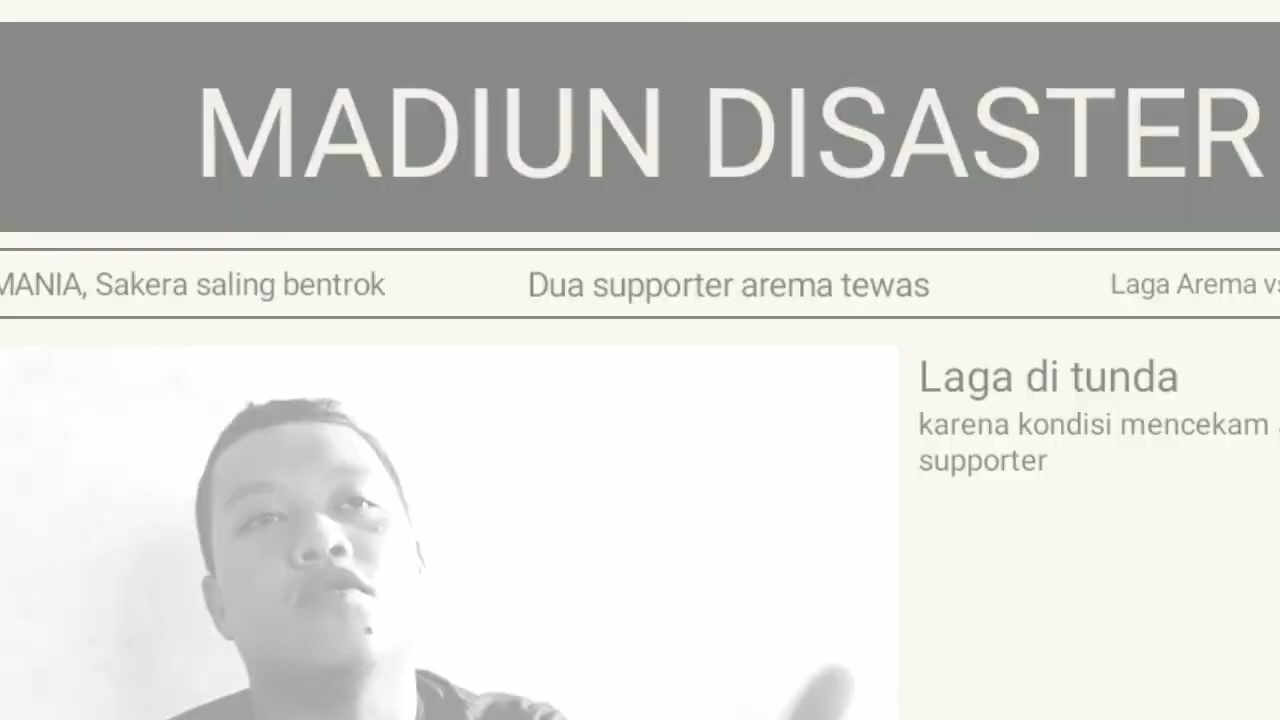 MADIUN DISASTER
MANIA, Sakera saling bentrok
Dua supporter arema tewas
Laga Arema vs
Laga di tunda
karena kondisi mencekam
supporter